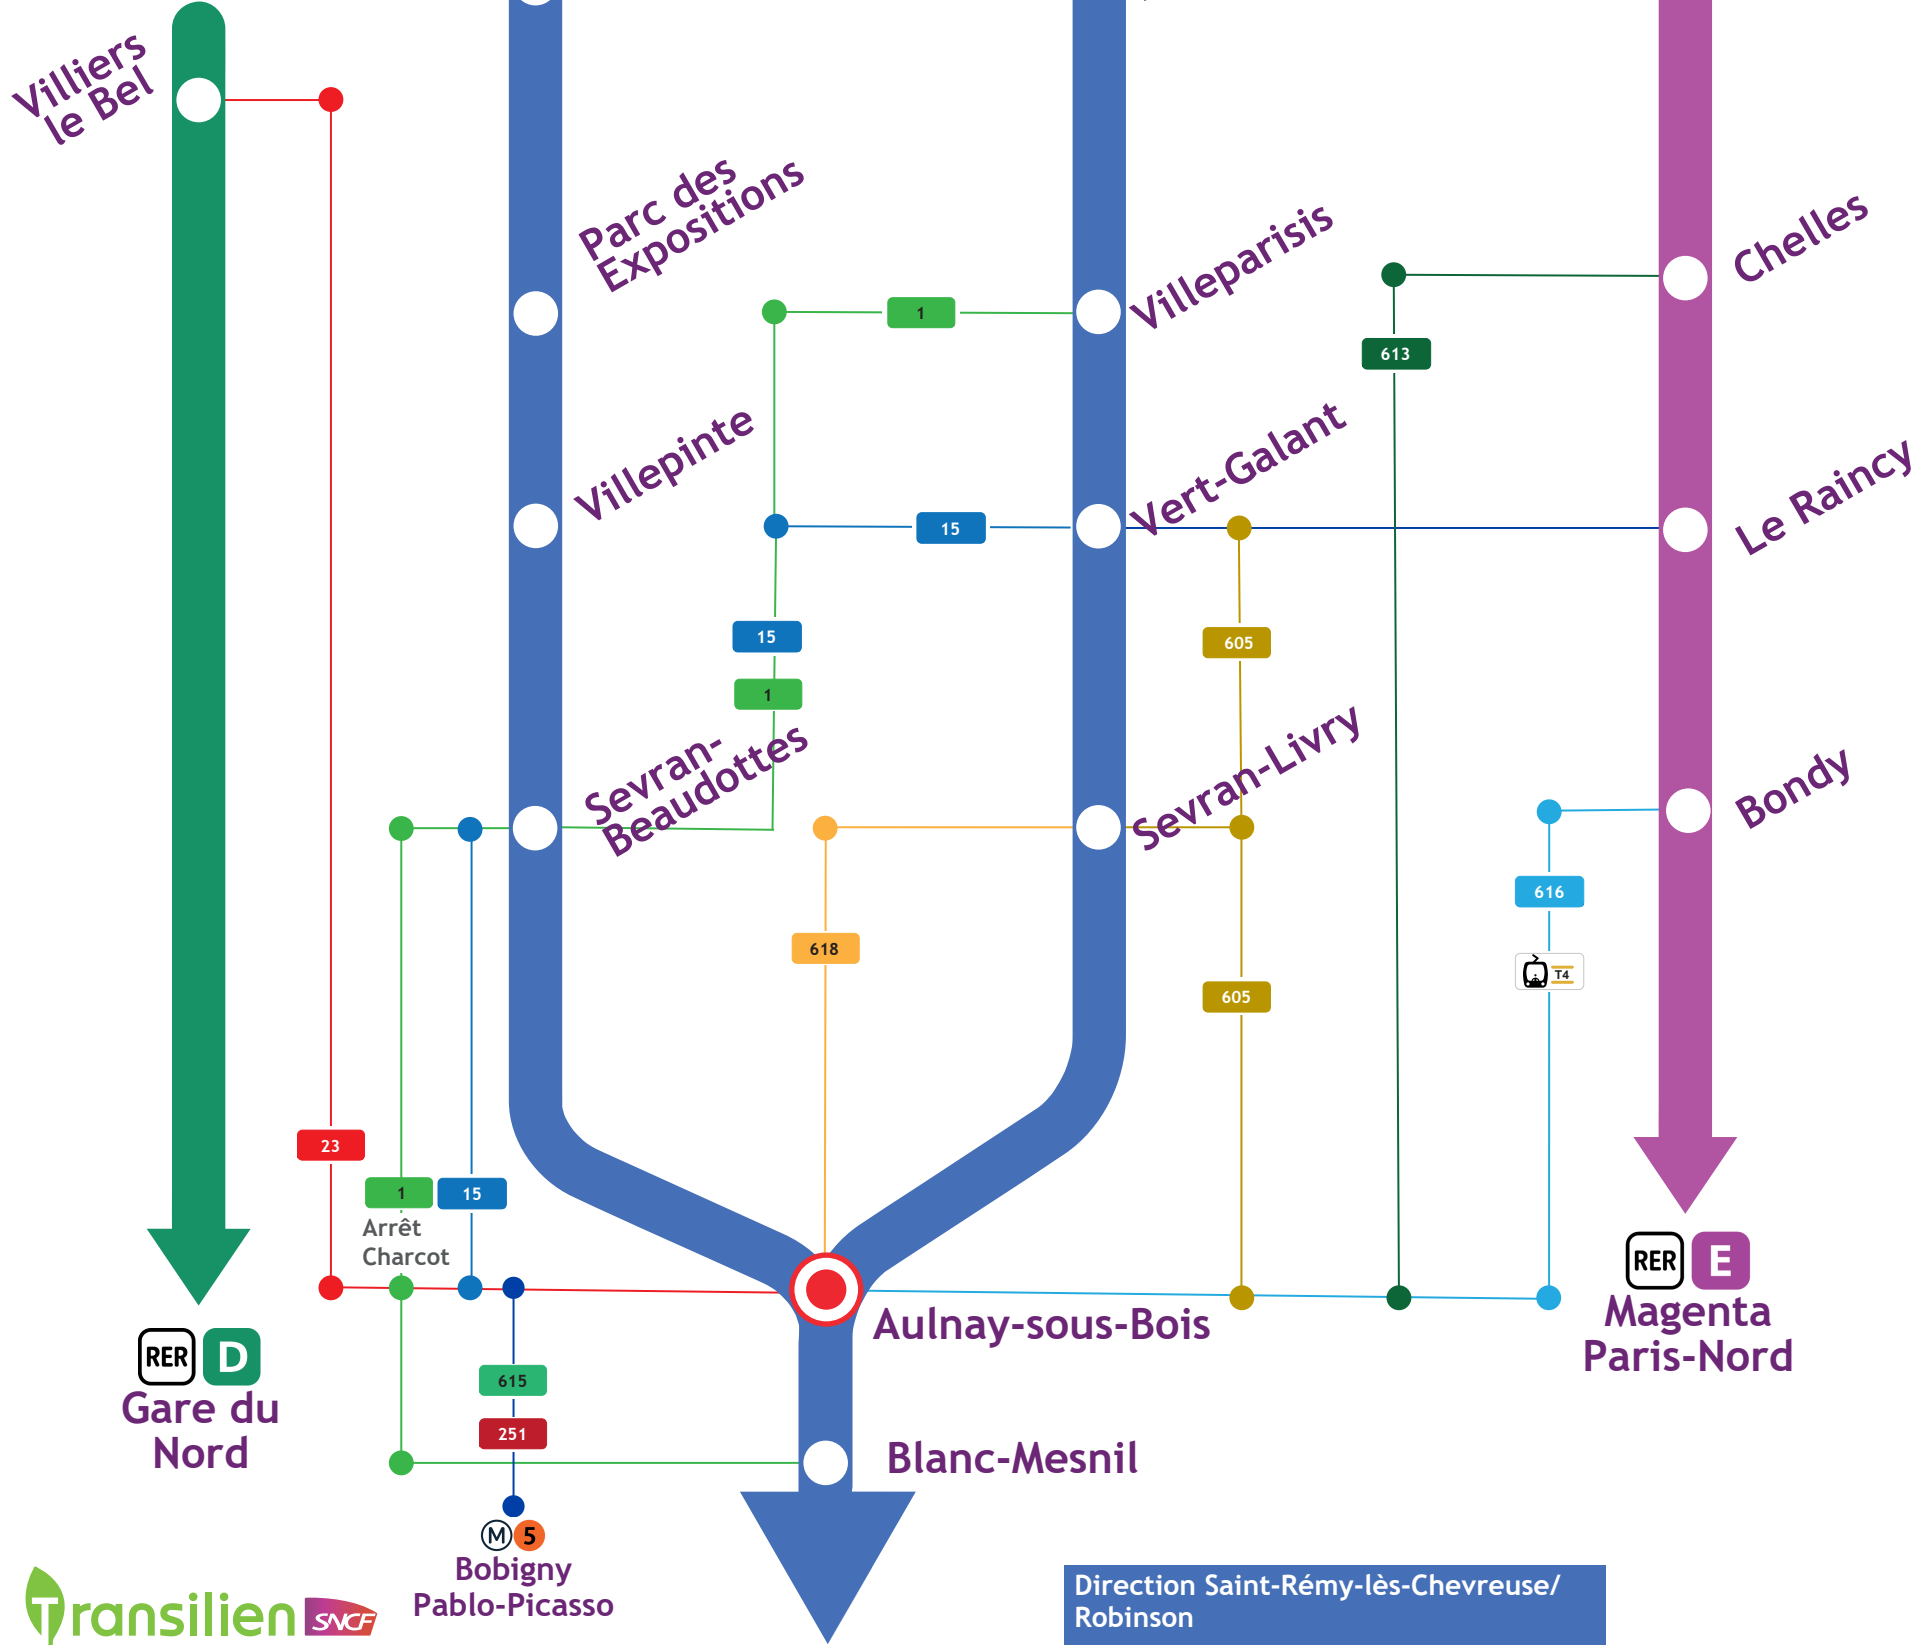 Villiers
le Bel
Parc des
Expositions
Villeparisis
Chelles
1
613
Villepinte
Vert-Galant
Le Raincy
15
15
605
1
Sevran-
Beaudottes
Sevran-Livry
Bondy
616
618
T4
605
23
1
15
Arrêt
Charcot
RER E
Magenta
Paris-Nord
Aulnay-sous-Bois
RER D
Gare du
Nord
615
251
Blanc-Mesnil
M 5
Bobigny
Pablo-Picasso
Transilien SNCF
Direction Saint-Rémy-lès-Chevreuse/
Robinson